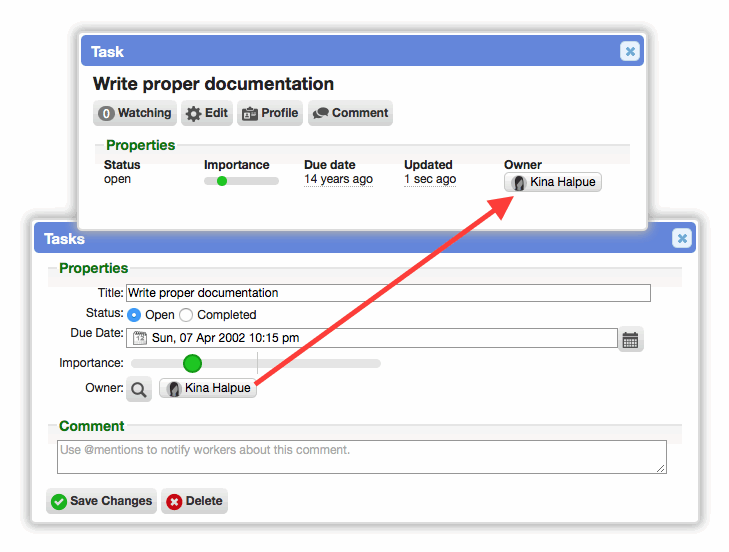 Task
Write proper documentation
0 Watching Edit Profile Comment
Properties
Status Importance Due date Updated Owner
open 14 years ago 1 sec ago Kina Halpue
Tasks
Properties
Title: Write proper documentation
Status: Open Completed
Due Date: 12 Sun, 07 Apr 2002 10:15 pm
Importance:
Owner: Kina Halpue
Comment
Use @mentions to notify workers about this comment.
Save Changes Delete